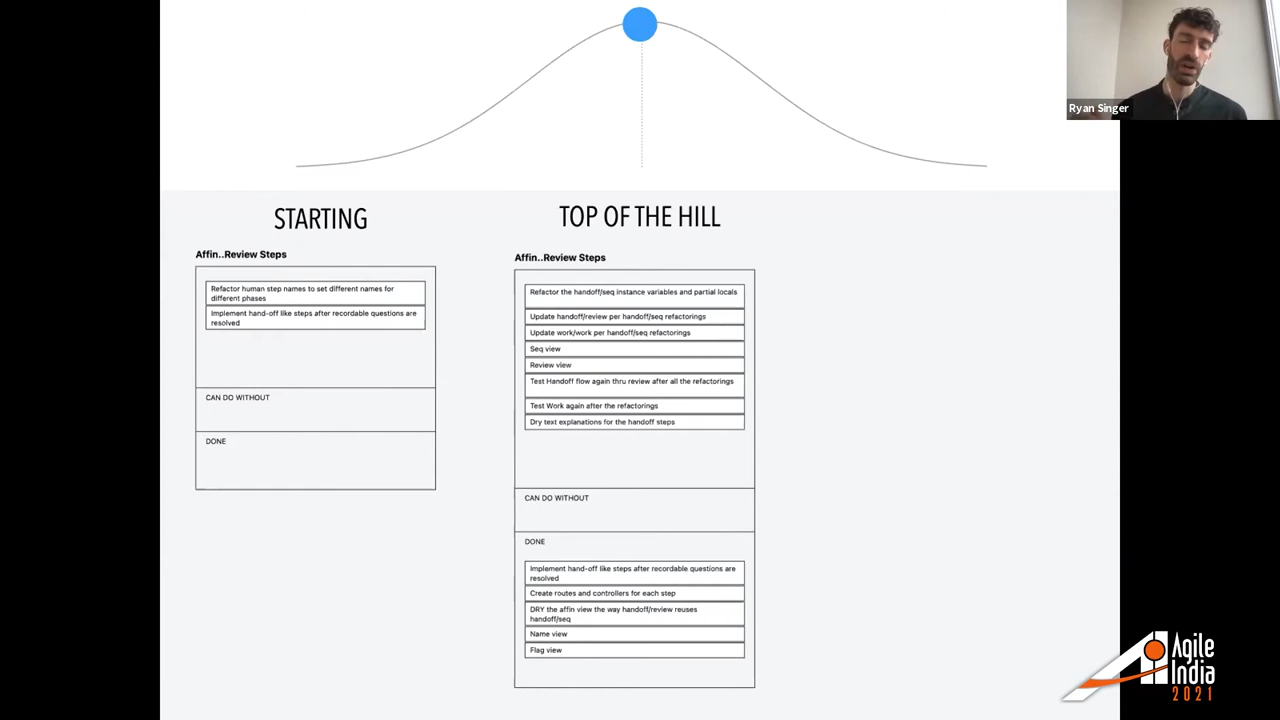 Ryan Singer
STARTING
Affin..Review Steps
Refactor human step names to set different names for
different phases
Implement hand-off like steps after recordable questions are
resolved
CAN DO WITHOUT
DONE
TOP OF THE HILL
Affin..Review Steps
Refactor the handoff/seq instance variables and partial locals
Update handoff/review per handoff/seq refactorings
Update work/work per handoff/seq refactorings
Seq view
Review view
Test Handoff flow again thru review after all the refactorings
Test Work again after the refactorings
Dry text explanations for the handoff steps
CAN DO WITHOUT
DONE
Implement hand-off like steps after recordable questions are
resolved
Create routes and controllers for each step
DRY the affin view the way handoff/review reuses
handoff/seq
Name view
Flag view
Agile
India
2021